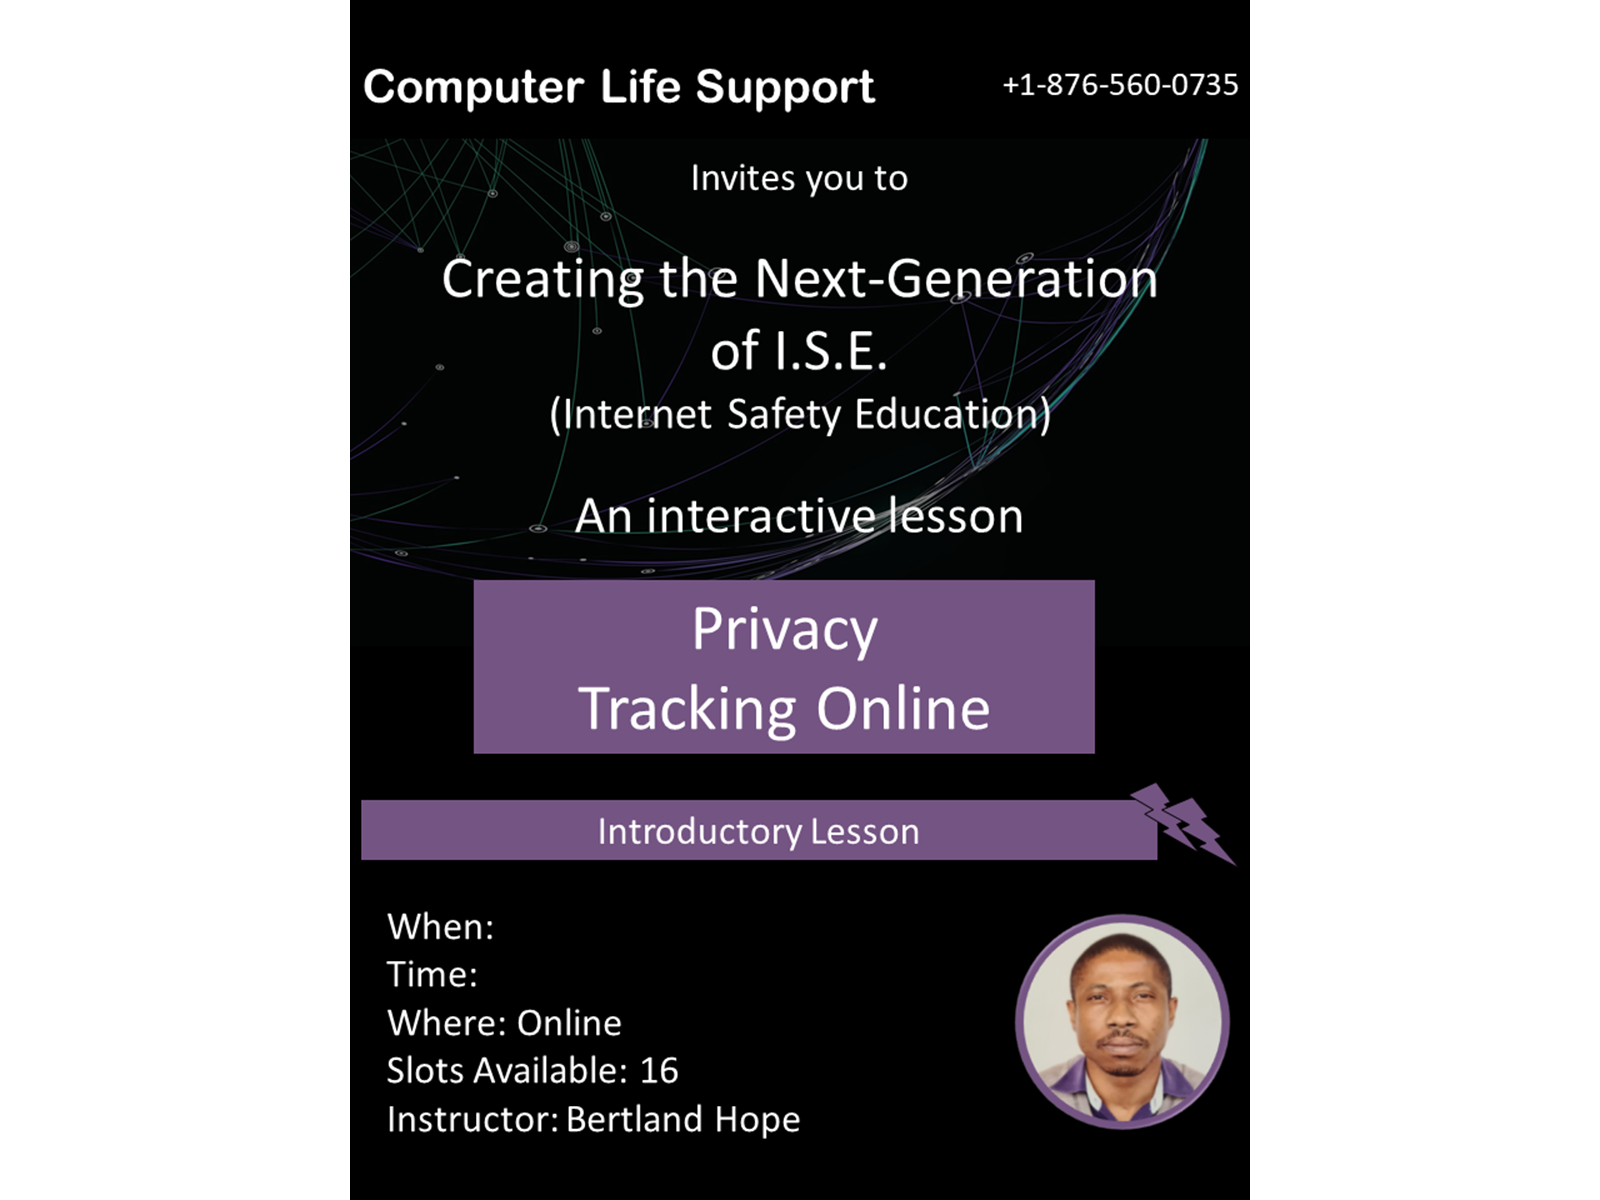 Computer Life Support
+1-876-560-0735
Invites you to
Creating the Next-Generation
of I.S.E.
(Internet Safety Education)
An interactive lesson
Privacy
Tracking Online
Introductory Lesson
When:
Time:
Where: Online
Slots Available: 16
Instructor: Bertland Hope